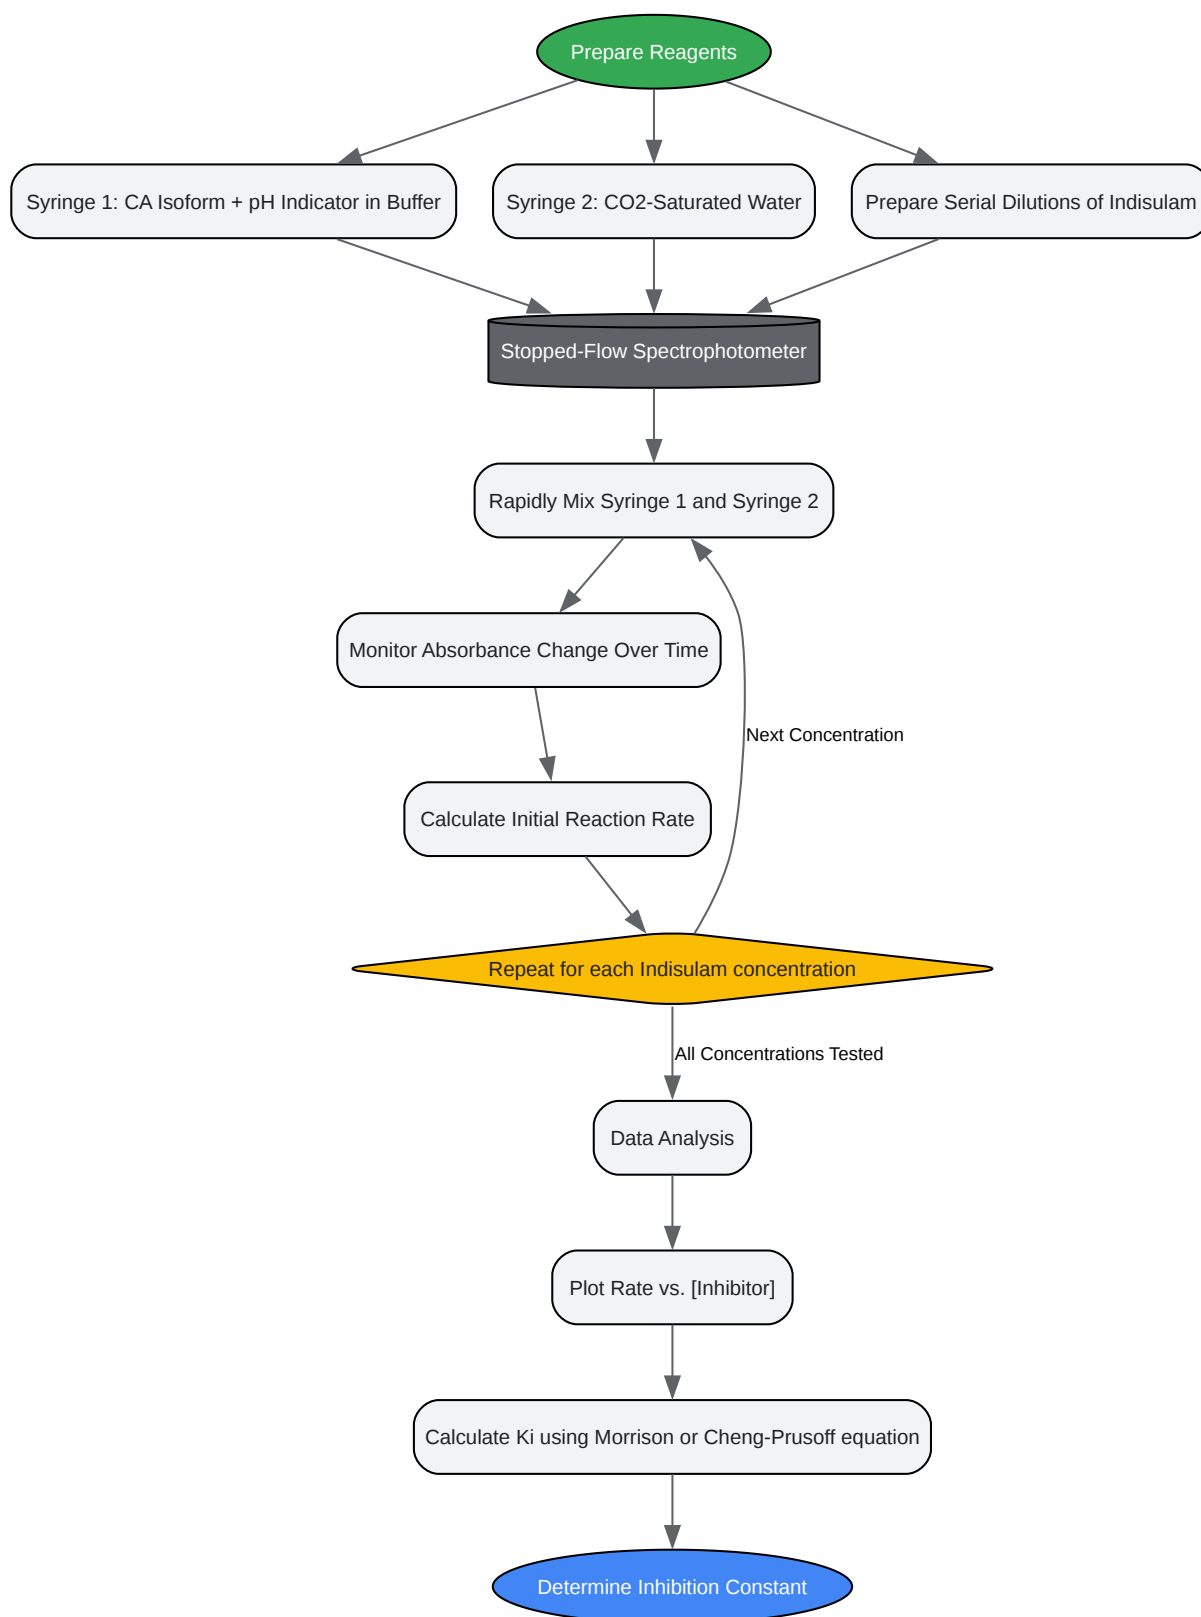 Prepare Reagents
Syringe 1: CA Isoform + pH Indicator in Buffer
Syringe 2: CO2-Saturated Water
Prepare Serial Dilutions of Indisulam
Stopped-Flow Spectrophotometer
Rapidly Mix Syringe 1 and Syringe 2
Monitor Absorbance Change Over Time
Next Concentration
Calculate Initial Reaction Rate
Repeat for each Indisulam concentration
All Concentrations Tested
Data Analysis
Plot Rate vs. [Inhibitor]
Calculate Ki using Morrison or Cheng-Prusoff equation
Determine Inhibition Constant